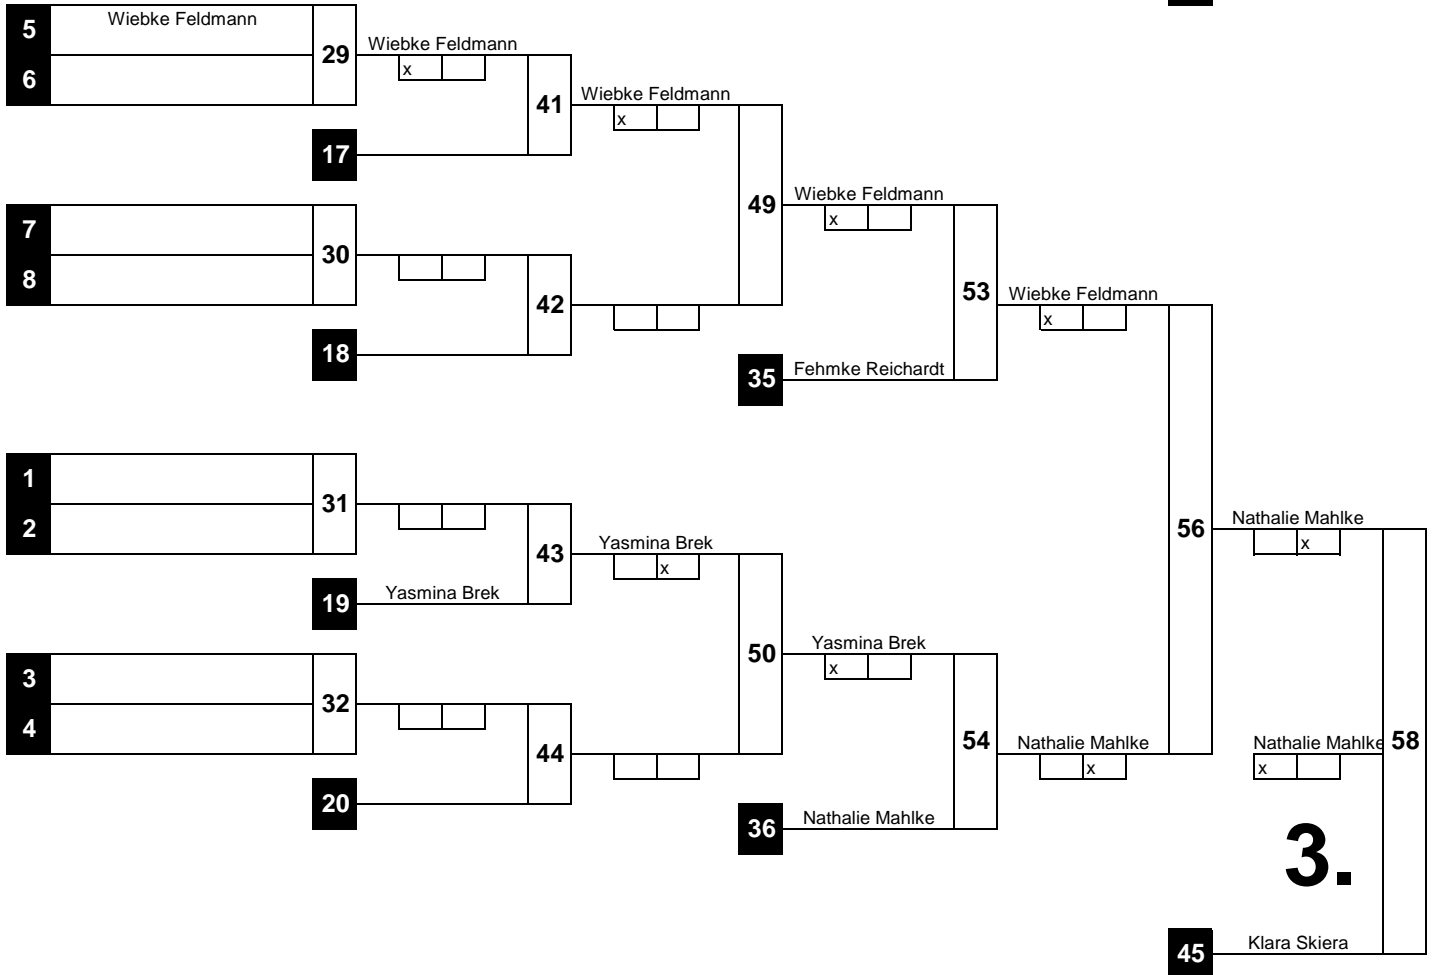 5 Wiebke Feldmann
29 Wiebke Feldmann
6
x
41 Wiebke Feldmann
x
17
49 Wiebke Feldmann
x
7
30
8
42
53 Wiebke Feldmann
x
18
35 Fehmke Reichardt
1
31
2
56 Nathalie Mahlke
x
43 Yasmina Brek
x
19 Yasmina Brek
3
50 Yasmina Brek
x
32
4
44
54 Nathalie Mahlke
x
Nathalie Mahlke 58
x
20
36 Nathalie Mahlke
3.
45 Klara Skiera